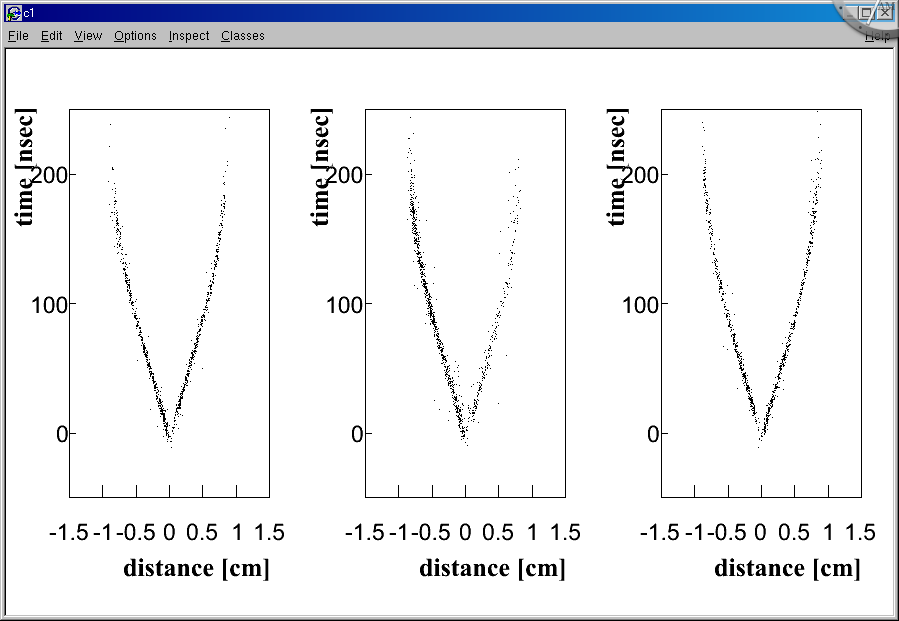 c1
File Edit View Options Inspect Classes Help
time [nsec]
200
100
0
-1.5 -1 -0.5 0 0.5 1 1.5
distance [cm]
time [nsec]
200
100
0
-1.5 -1 -0.5 0 0.5 1 1.5
distance [cm]
time [nsec]
200
100
0
-1.5 -1 -0.5 0 0.5 1 1.5
distance [cm]